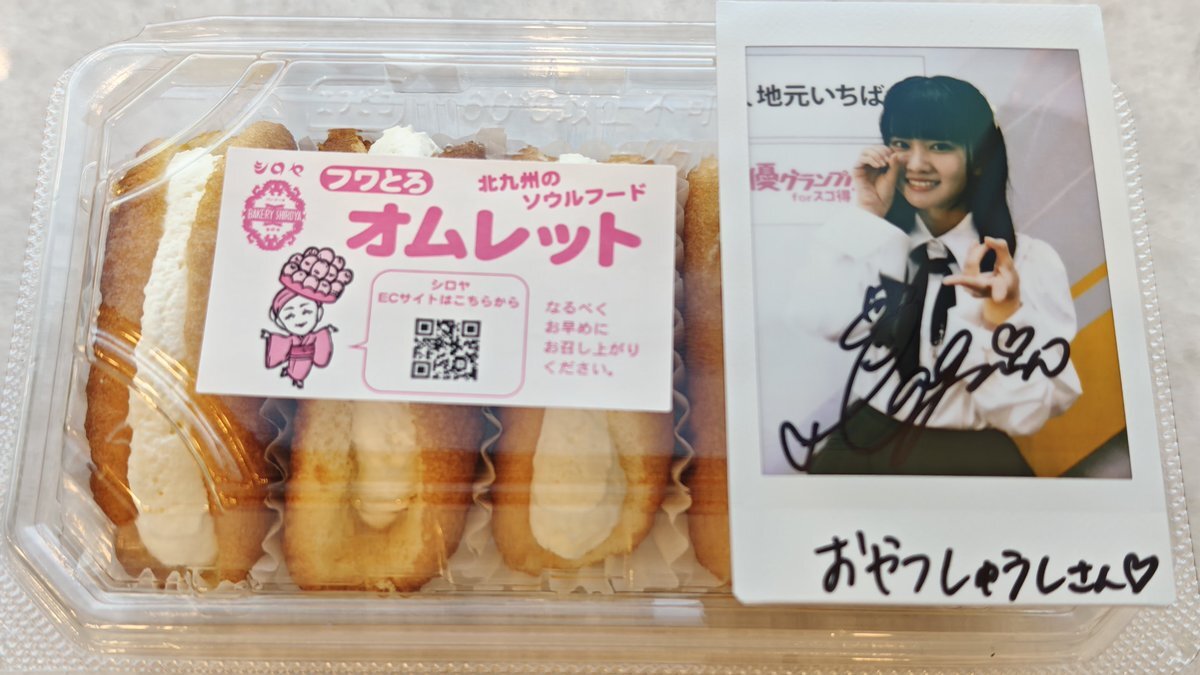 シロヤ
BAKERY SHIROYA
フワとろ
北九州の
ソウルフード
オムレット
シロヤ
ECサイトはこちらから
なるべく
お早めに
お召し上がり
ください。
地元いちば
優グランプ
forスゴ得
おやつしゅうしさん♡